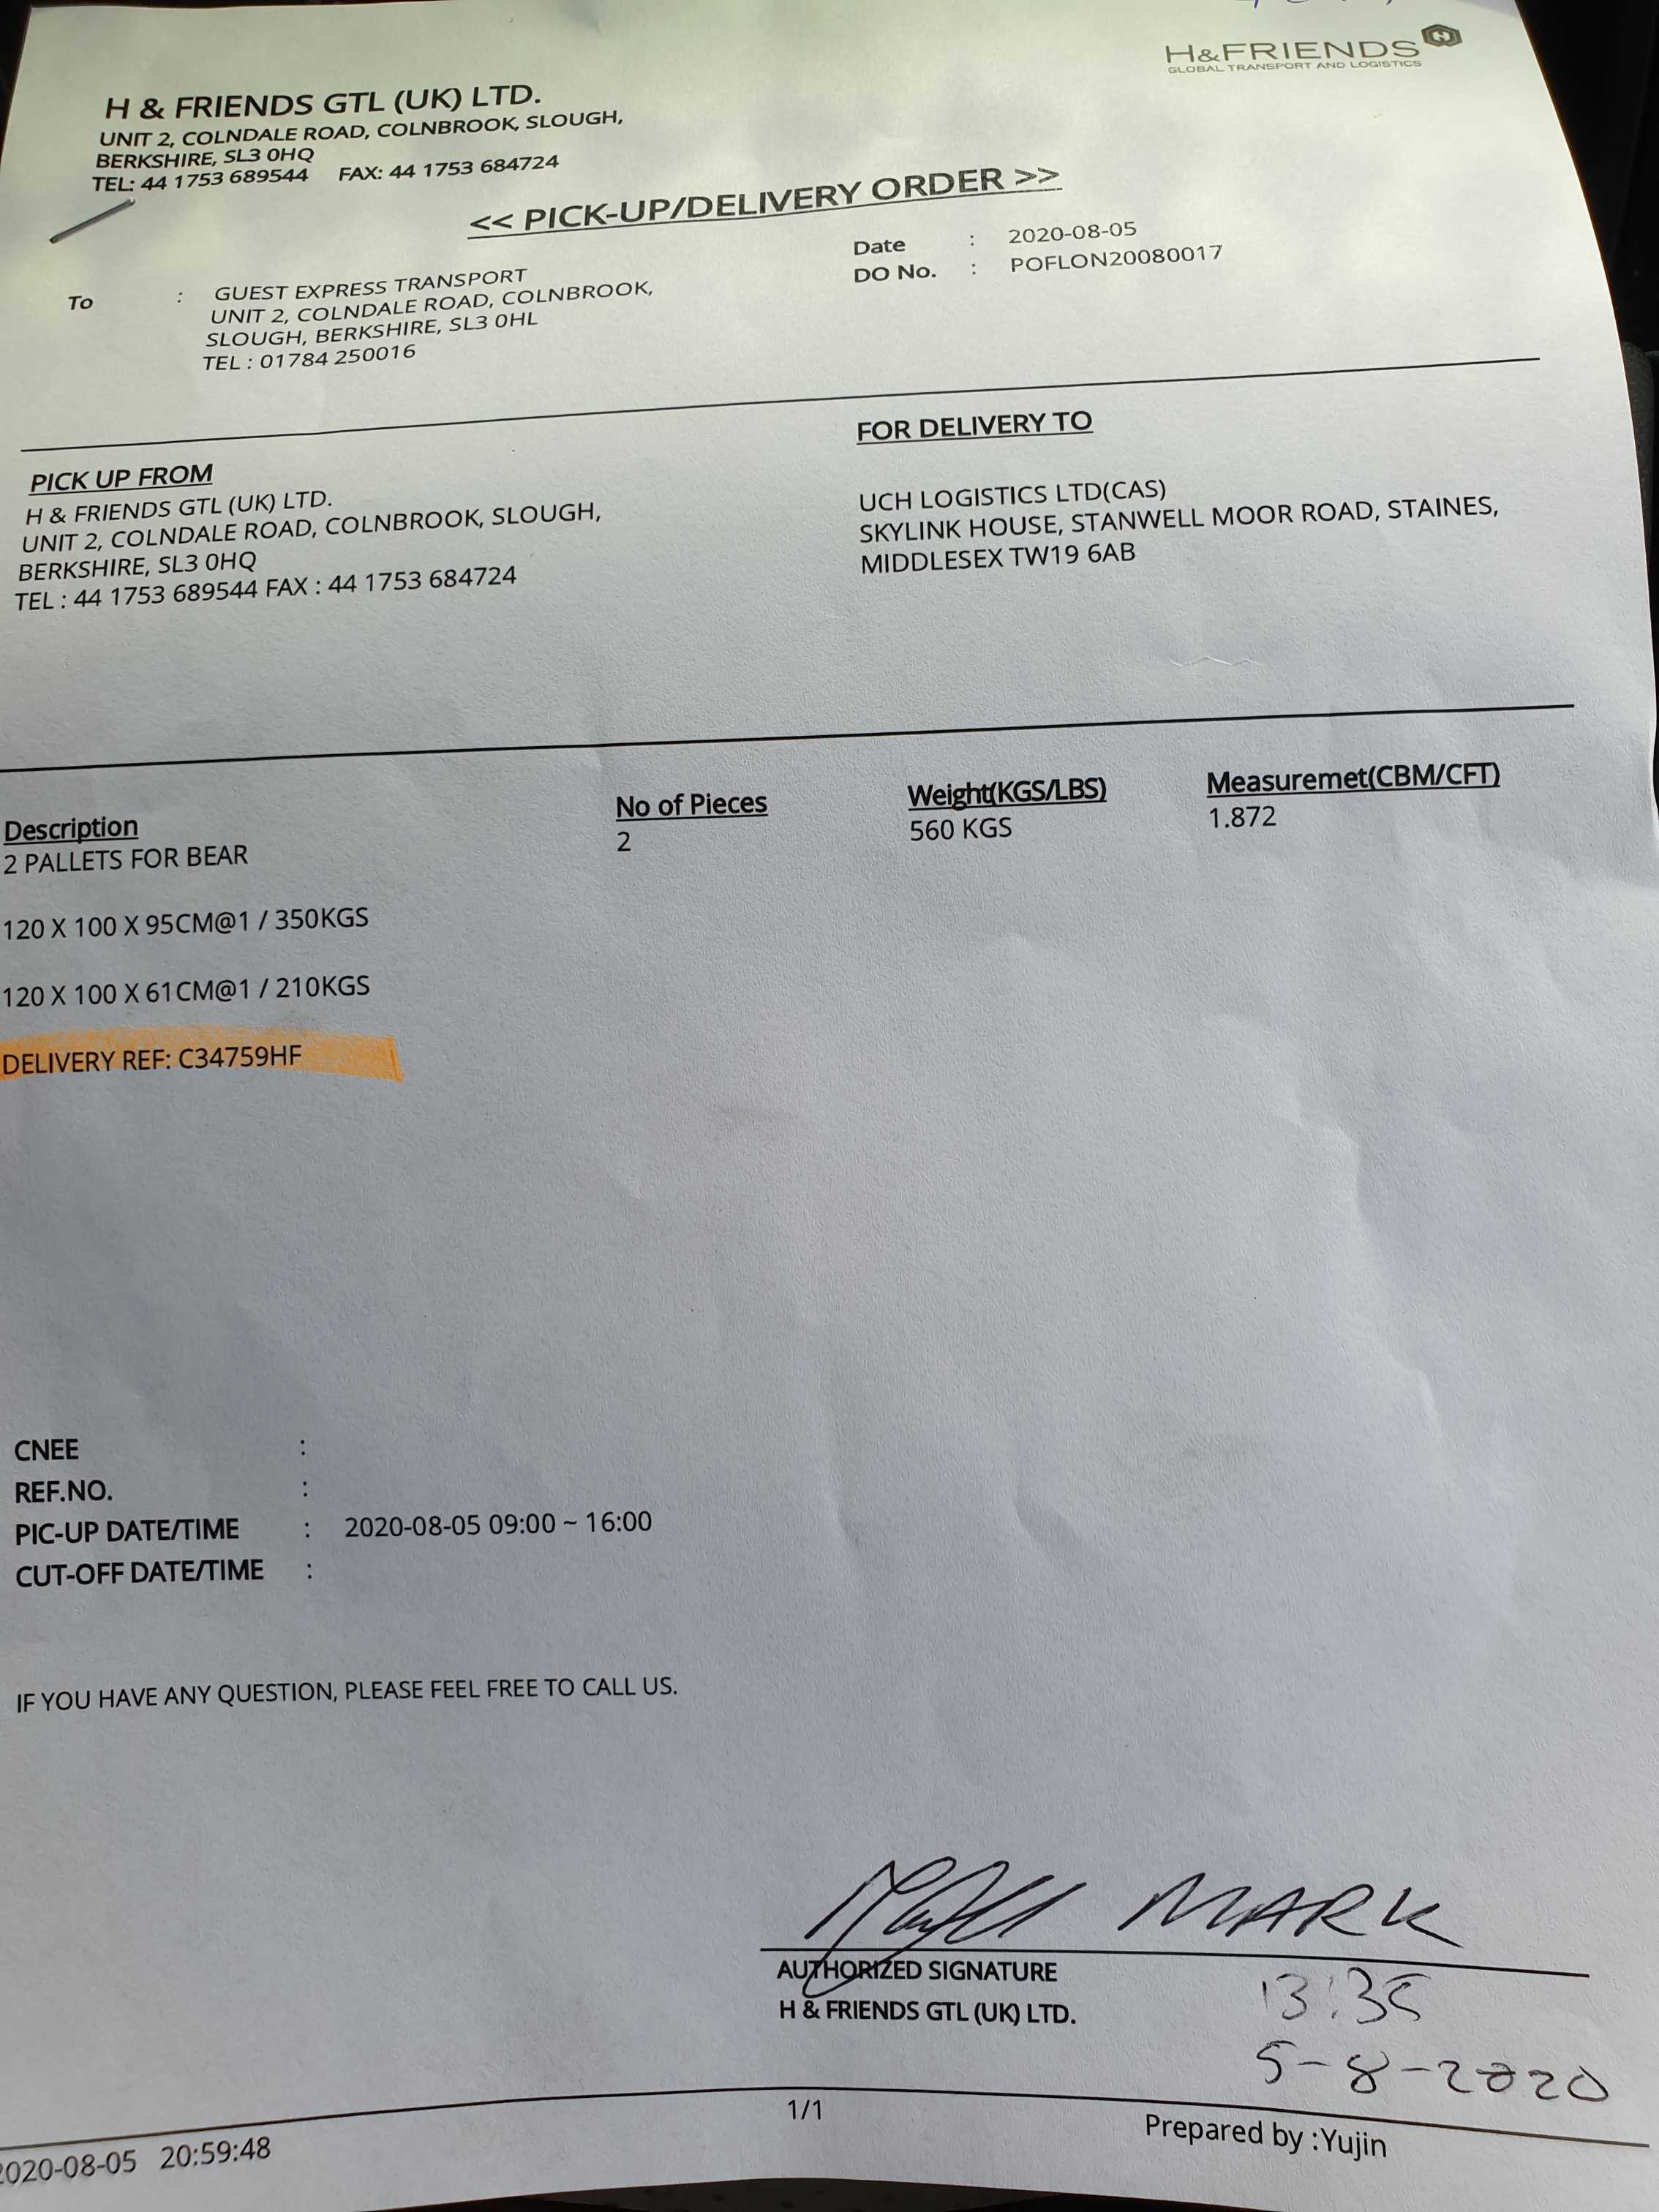 H&FRIENDS
GLOBAL TRANSPORT AND LOGISTICS
H & FRIENDS GTL (UK) LTD.
UNIT 2, COLNDALE ROAD, COLNBROOK, SLOUGH,
BERKSHIRE, SL3 0HQ
TEL: 44 1753 689544 FAX: 44 1753 684724
<< PICK-UP/DELIVERY ORDER >>
Date : 2020-08-05
DO No. : POFLON20080017
To : GUEST EXPRESS TRANSPORT
UNIT 2, COLNDALE ROAD, COLNBROOK,
SLOUGH, BERKSHIRE, SL3 0HL
TEL : 01784 250016
PICK UP FROM
H & FRIENDS GTL (UK) LTD.
UNIT 2, COLNDALE ROAD, COLNBROOK, SLOUGH,
BERKSHIRE, SL3 0HQ
TEL : 44 1753 689544 FAX : 44 1753 684724
FOR DELIVERY TO
UCH LOGISTICS LTD(CAS)
SKYLINK HOUSE, STANWELL MOOR ROAD, STAINES,
MIDDLESEX TW19 6AB
Description No of Pieces Weight(KGS/LBS) Measuremet(CBM/CFT)
2 PALLETS FOR BEAR 2 560 KGS 1.872
120 X 100 X 95CM@1 / 350KGS
120 X 100 X 61CM@1 / 210KGS
DELIVERY REF: C34759HF
CNEE :
REF.NO. :
PIC-UP DATE/TIME : 2020-08-05 09:00 ~ 16:00
CUT-OFF DATE/TIME :
IF YOU HAVE ANY QUESTION, PLEASE FEEL FREE TO CALL US.
MARK
AUTHORIZED SIGNATURE
H & FRIENDS GTL (UK) LTD.
13:35
5-8-2020
1/1
Prepared by :Yujin
2020-08-05 20:59:48